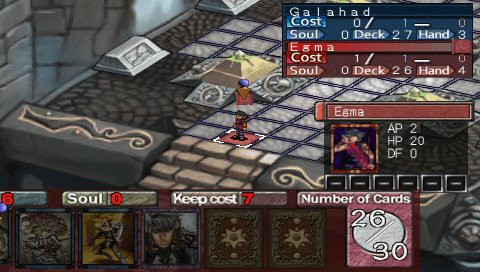 Galahad
Cost 0/ 1— 0
Soul 0 Deck 27 Hand 3
Egma
Cost 1/ 1— 0
Soul 0 Deck 26 Hand 4
Egma
AP 2
HP 20
DF 0
6 Soul 0 Keep cost 7 Number of Cards
26
30